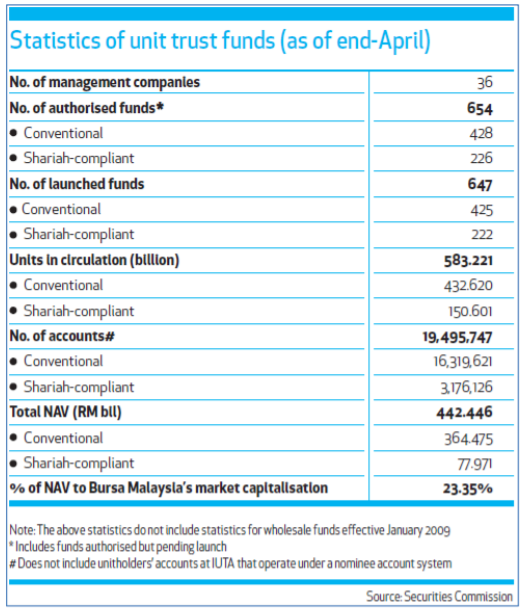 Statistics of unit trust funds (as of end-April)
No. of management companies 36
No. of authorised funds* 654
• Conventional 428
• Shariah-compliant 226
No. of launched funds 647
• Conventional 425
• Shariah-compliant 222
Units in circulation (billion) 583.221
• Conventional 432.620
• Shariah-compliant 150.601
No. of accounts# 19,495,747
• Conventional 16,319,621
• Shariah-compliant 3,176,126
Total NAV (RM bil) 442.446
• Conventional 364.475
• Shariah-compliant 77.971
% of NAV to Bursa Malaysia's market capitalisation 23.35%
Note: The above statistics do not include statistics for wholesale funds effective January 2009
* Includes funds authorised but pending launch
# Does not include unitholders' accounts at IUTA that operate under a nominee account system
Source: Securities Commission